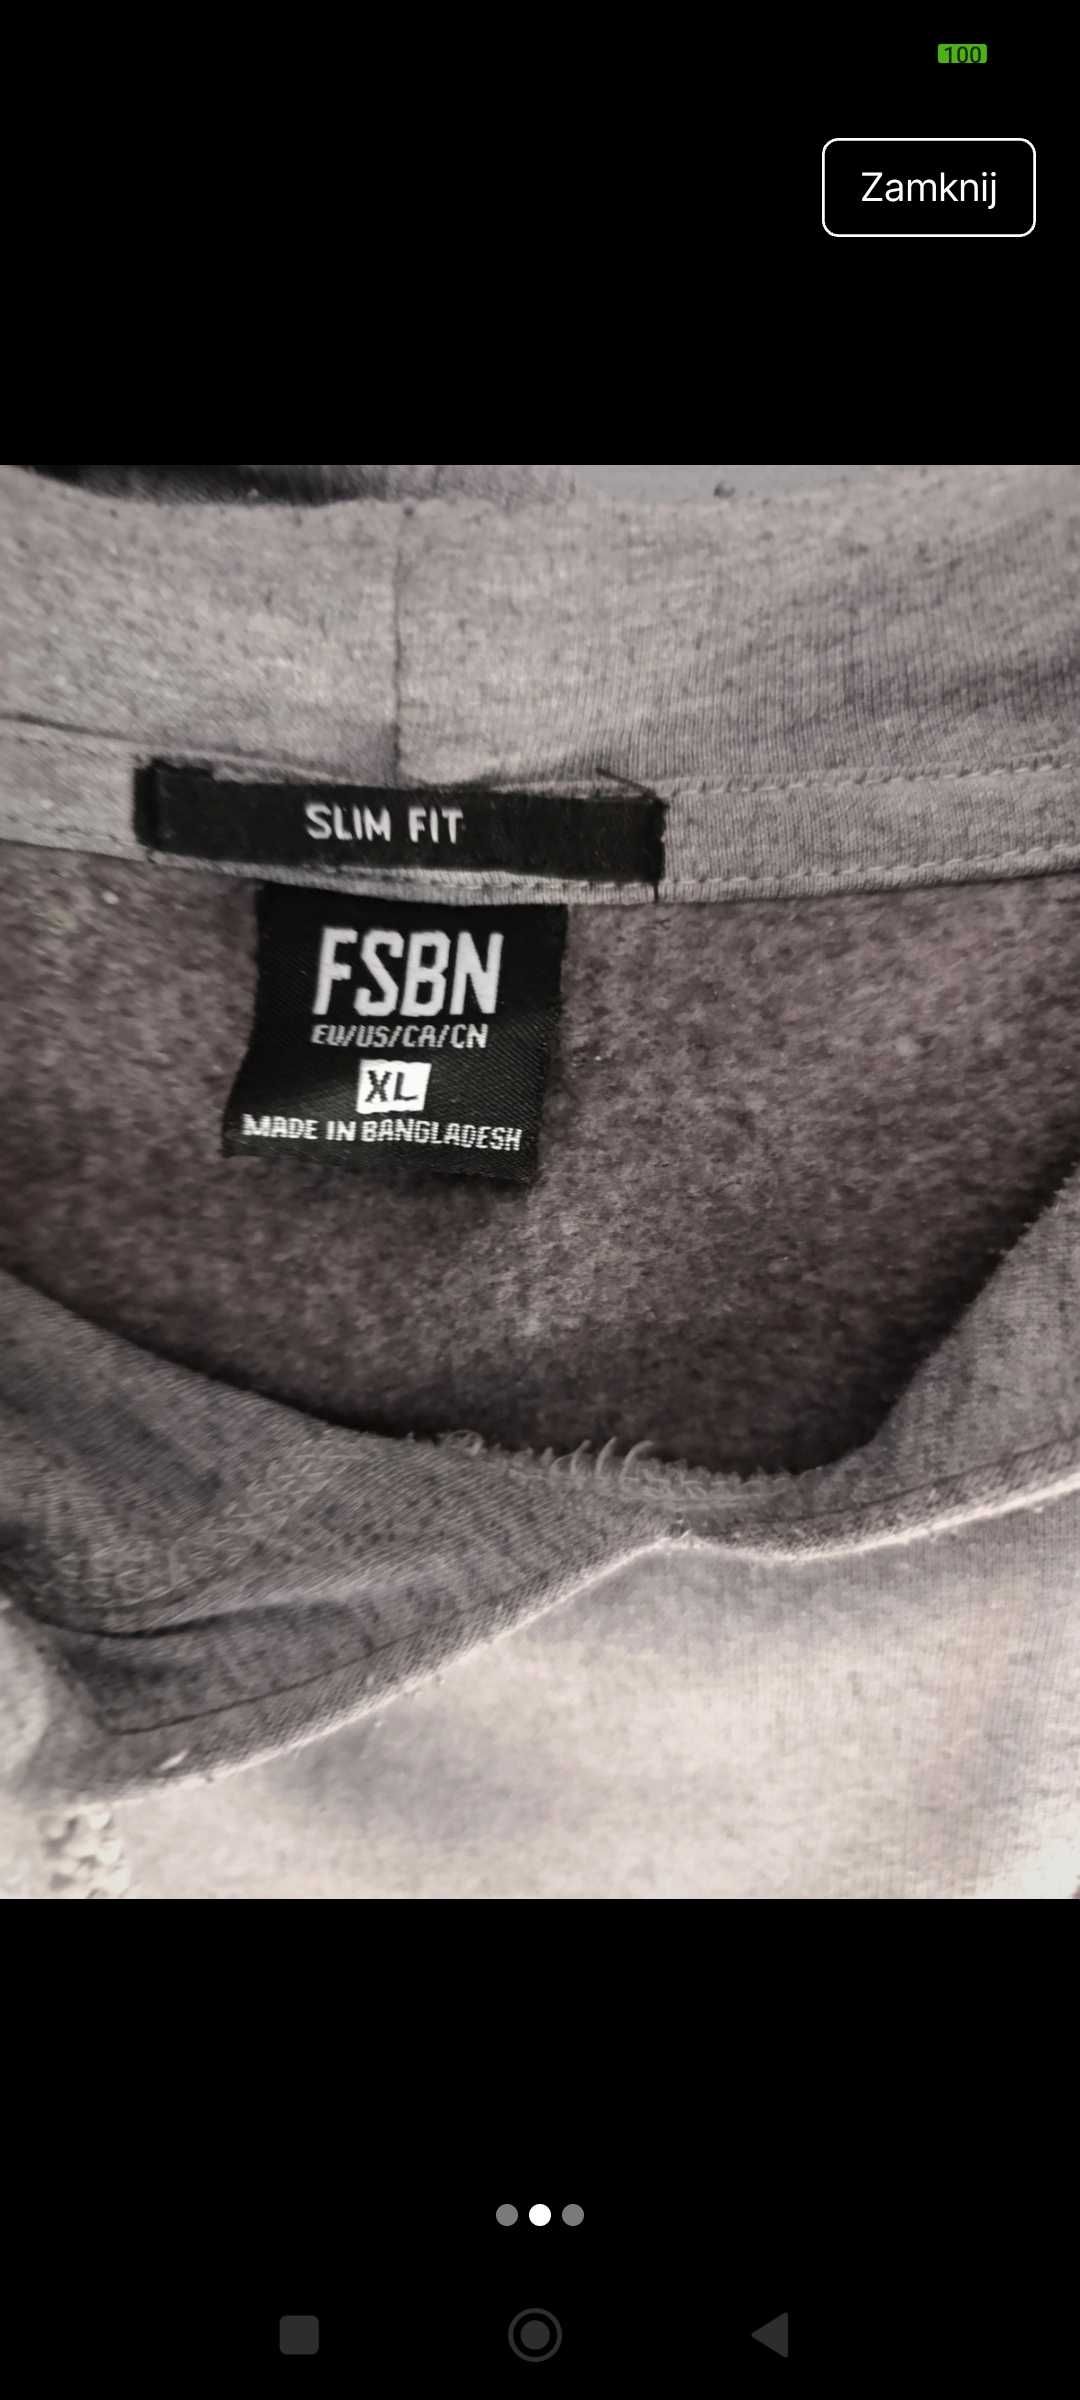 100
Zamknij
SLIM FIT
FSBN
EU/US/CA/CN
XL
MADE IN BANGLADESH